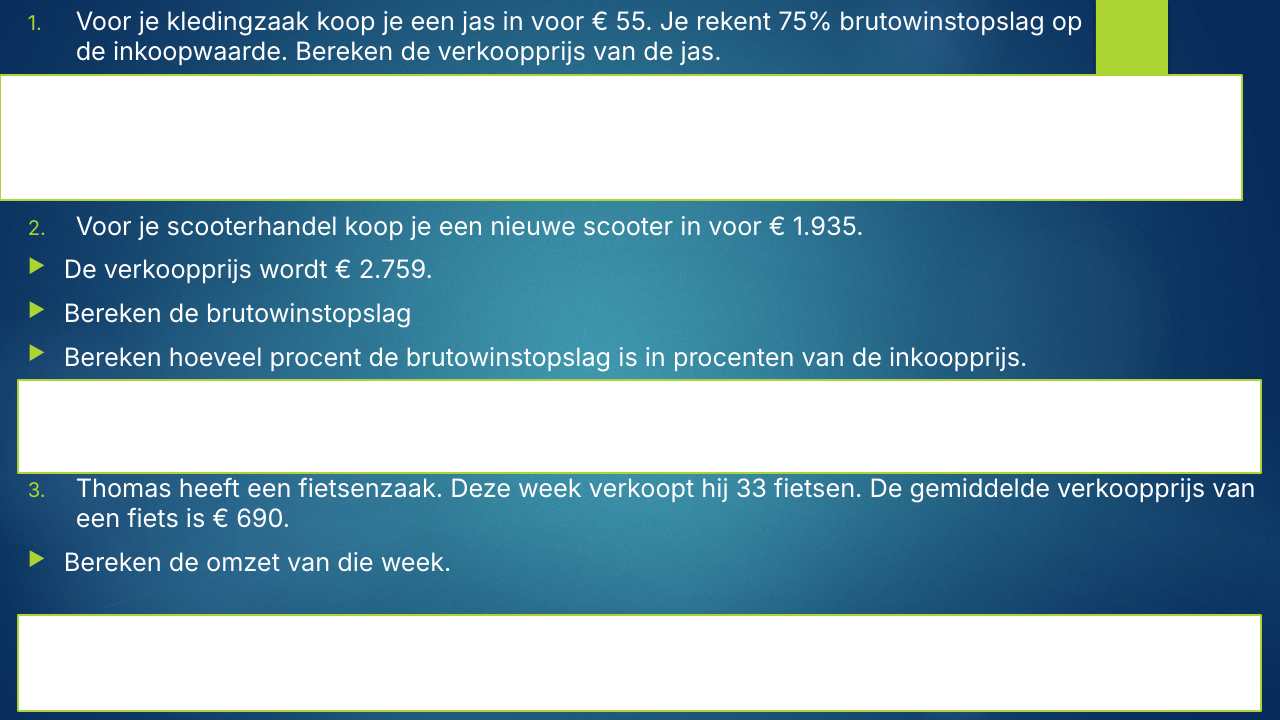 1. Voor je kledingzaak koop je een jas in voor € 55. Je rekent 75% brutowinstopslag op
de inkoopwaarde. Bereken de verkoopprijs van de jas.
2. Voor je scooterhandel koop je een nieuwe scooter in voor € 1.935.
De verkoopprijs wordt € 2.759.
Bereken de brutowinstopslag
Bereken hoeveel procent de brutowinstopslag is in procenten van de inkoopprijs.
3. Thomas heeft een fietsenzaak. Deze week verkoopt hij 33 fietsen. De gemiddelde verkoopprijs van
een fiets is € 690.
Bereken de omzet van die week.